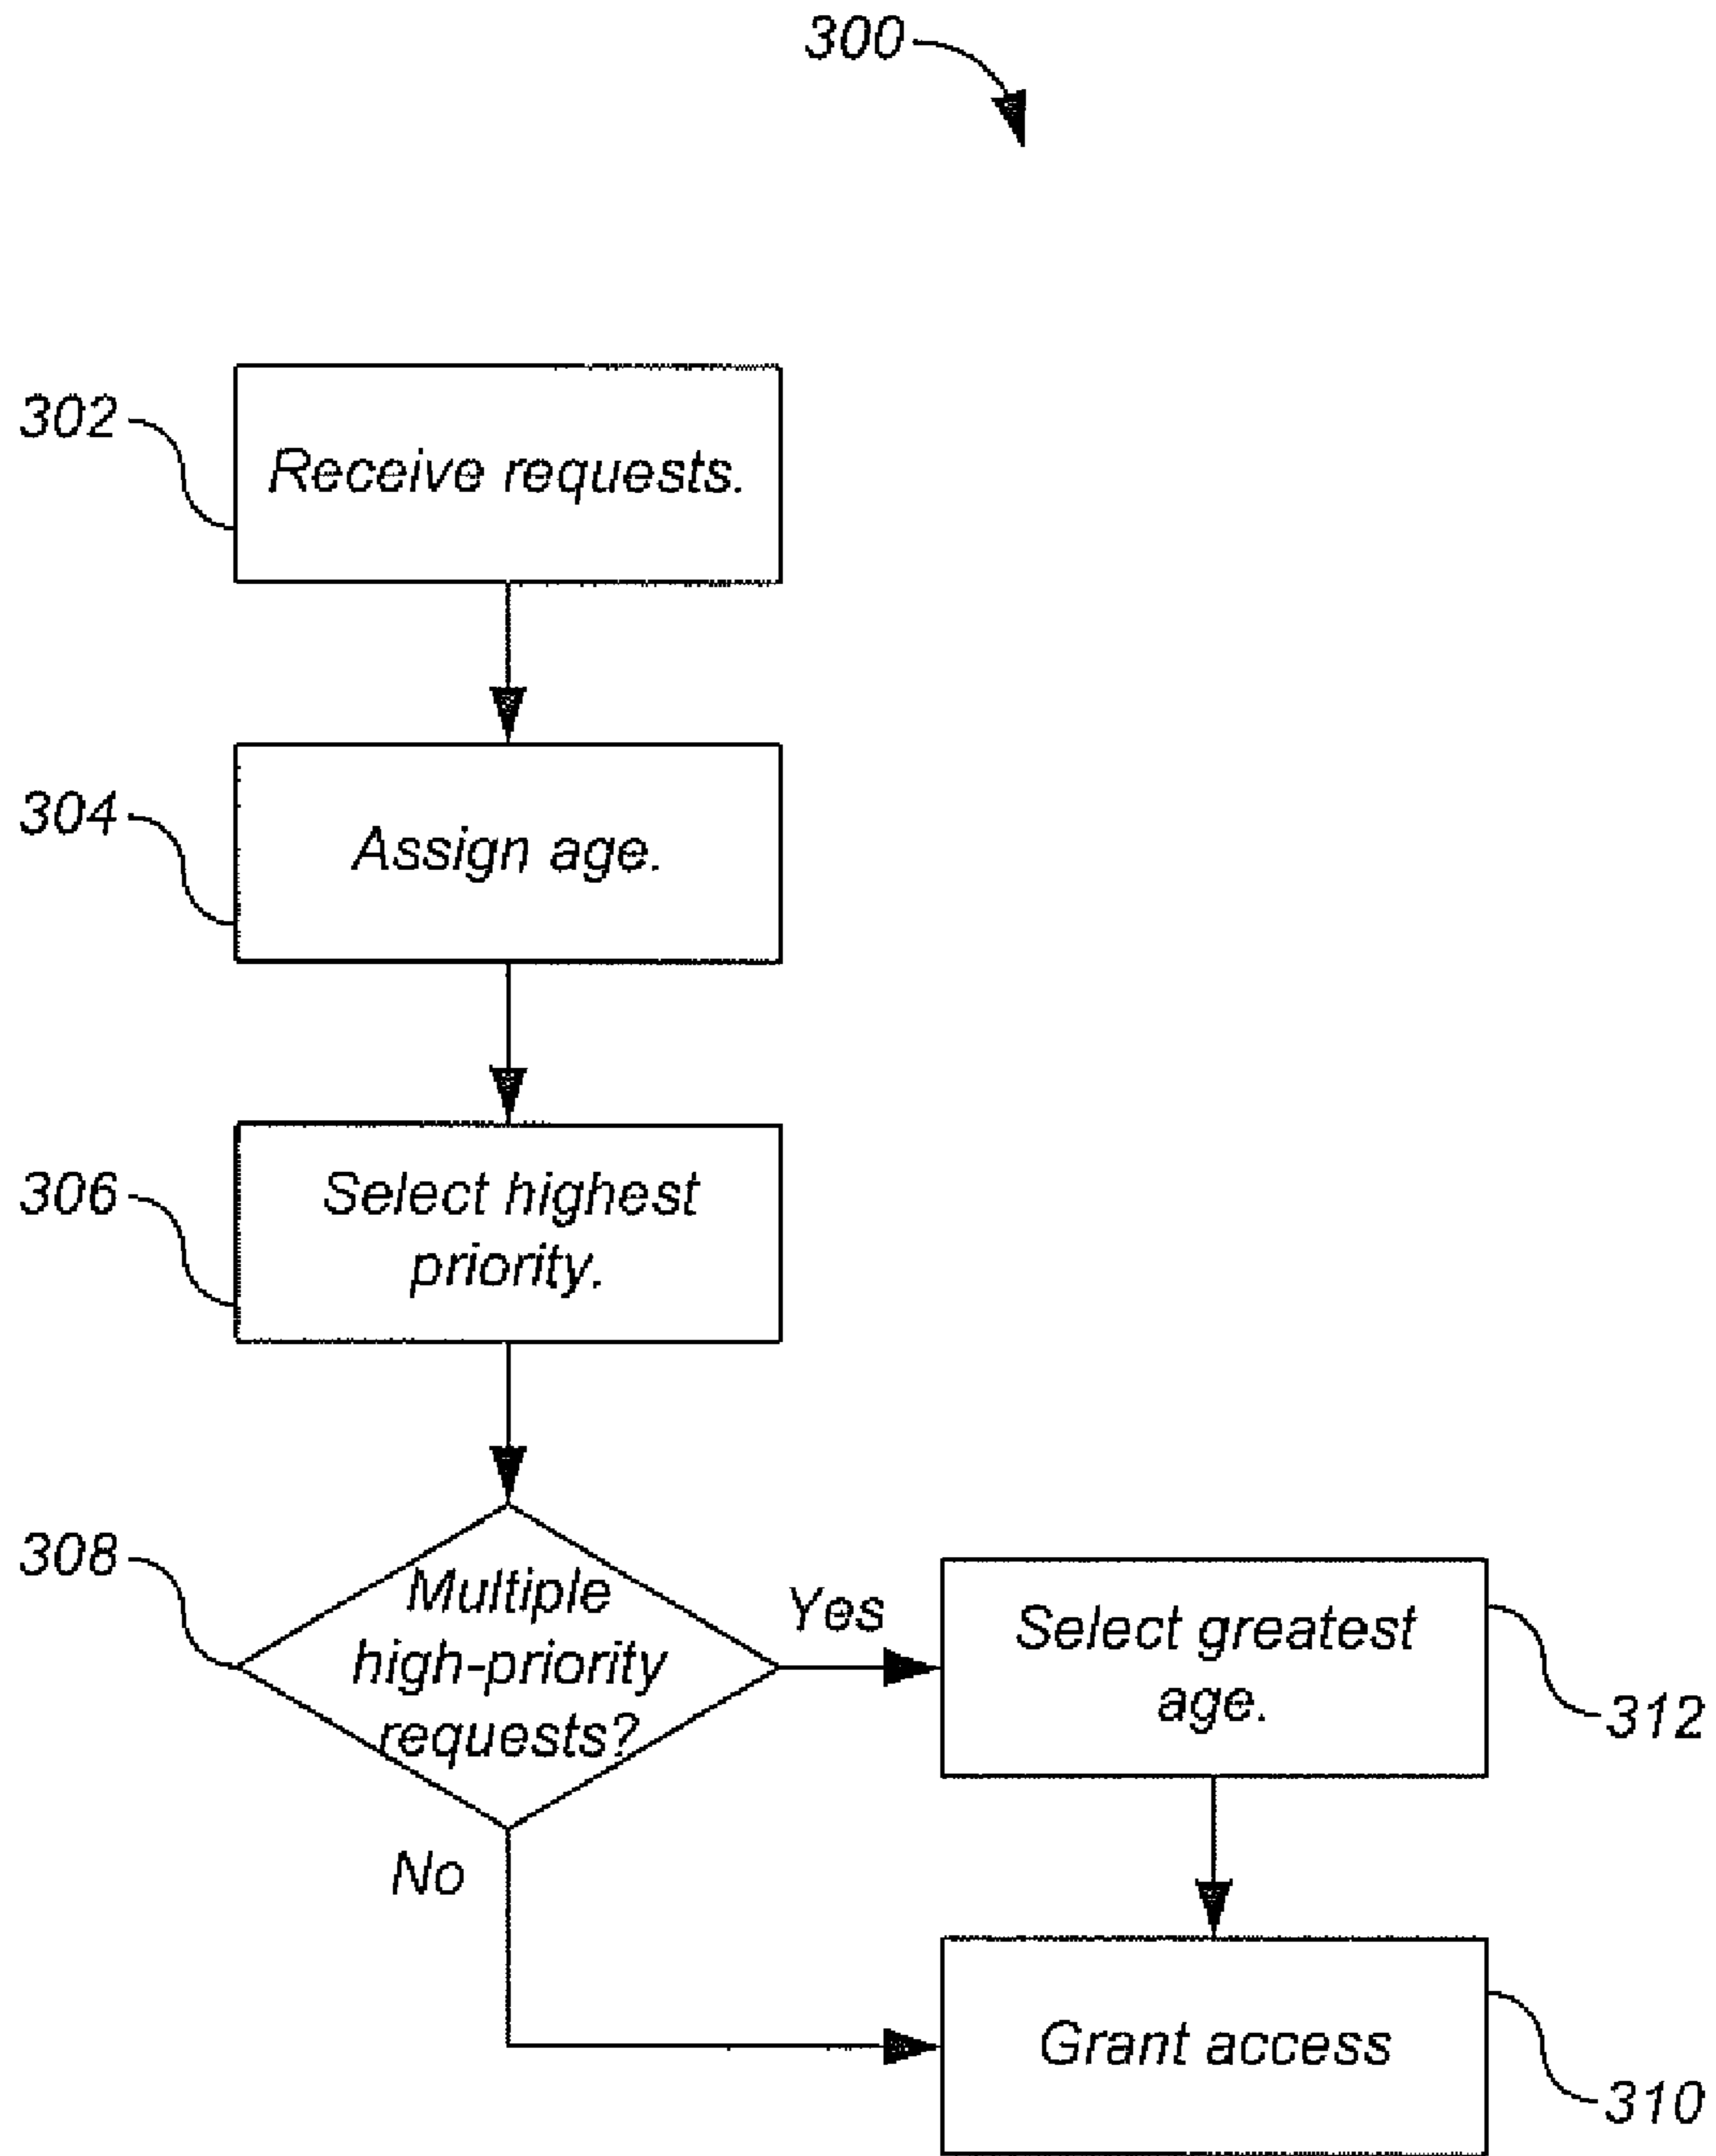 300
302
Receive requests.
304
Assign age.
306
Select highest
priority.
308
Multiple
high-priority
requests?
Yes
Select greatest
age.
312
No
Grant access
310